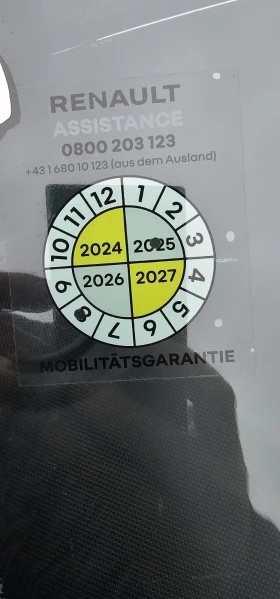 RENAULT
ASSISTANCE
0800 203 123
+43 1 680 10 123 (aus dem Ausland)
12 1 2 3 4 5 6 7 8 9 10 11
2024 2025
2026 2027
MOBILITÄTSGARANTIE